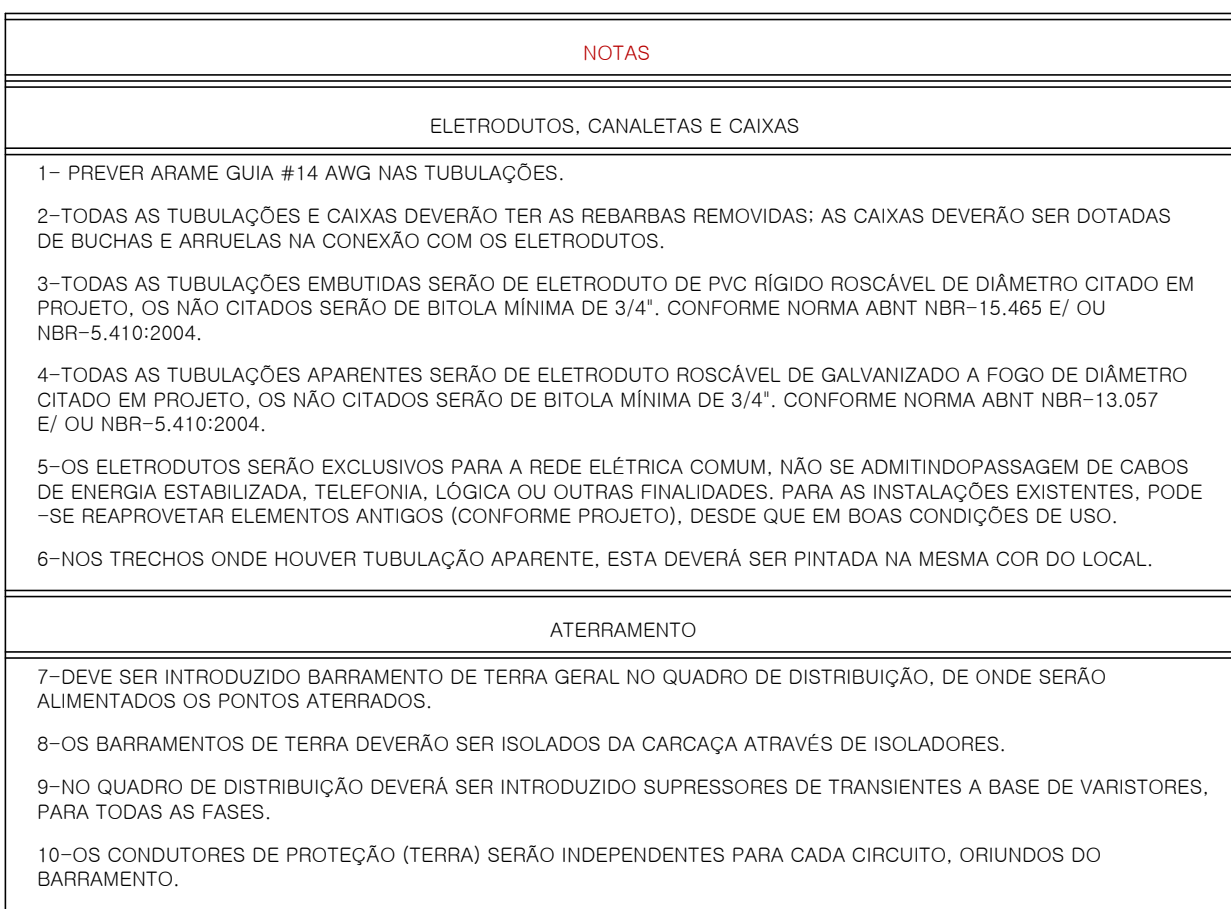 NOTAS
ELETRODUTOS, CANALETAS E CAIXAS
1- PREVER ARAME GUIA #14 AWG NAS TUBULAÇÕES.
2-TODAS AS TUBULAÇÕES E CAIXAS DEVERÃO TER AS REBARBAS REMOVIDAS; AS CAIXAS DEVERÃO SER DOTADAS
DE BUCHAS E ARRUELAS NA CONEXÃO COM OS ELETRODUTOS.
3-TODAS AS TUBULAÇÕES EMBUTIDAS SERÃO DE ELETRODUTO DE PVC RÍGIDO ROSCÁVEL DE DIÂMETRO CITADO EM
PROJETO, OS NÃO CITADOS SERÃO DE BITOLA MÍNIMA DE 3/4". CONFORME NORMA ABNT NBR-15.465 E/ OU
NBR-5.410:2004.
4-TODAS AS TUBULAÇÕES APARENTES SERÃO DE ELETRODUTO ROSCÁVEL DE GALVANIZADO A FOGO DE DIÂMETRO
CITADO EM PROJETO, OS NÃO CITADOS SERÃO DE BITOLA MÍNIMA DE 3/4". CONFORME NORMA ABNT NBR-13.057
E/ OU NBR-5.410:2004.
5-OS ELETRODUTOS SERÃO EXCLUSIVOS PARA A REDE ELÉTRICA COMUM, NÃO SE ADMITINDOPASSAGEM DE CABOS
DE ENERGIA ESTABILIZADA, TELEFONIA, LÓGICA OU OUTRAS FINALIDADES. PARA AS INSTALAÇÕES EXISTENTES, PODE
-SE REAPROVETAR ELEMENTOS ANTIGOS (CONFORME PROJETO), DESDE QUE EM BOAS CONDIÇÕES DE USO.
6-NOS TRECHOS ONDE HOUVER TUBULAÇÃO APARENTE, ESTA DEVERÁ SER PINTADA NA MESMA COR DO LOCAL.
ATERRAMENTO
7-DEVE SER INTRODUZIDO BARRAMENTO DE TERRA GERAL NO QUADRO DE DISTRIBUIÇÃO, DE ONDE SERÃO
ALIMENTADOS OS PONTOS ATERRADOS.
8-OS BARRAMENTOS DE TERRA DEVERÃO SER ISOLADOS DA CARCAÇA ATRAVÉS DE ISOLADORES.
9-NO QUADRO DE DISTRIBUIÇÃO DEVERÁ SER INTRODUZIDO SUPRESSORES DE TRANSIENTES A BASE DE VARISTORES,
PARA TODAS AS FASES.
10-OS CONDUTORES DE PROTEÇÃO (TERRA) SERÃO INDEPENDENTES PARA CADA CIRCUITO, ORIUNDOS DO
BARRAMENTO.